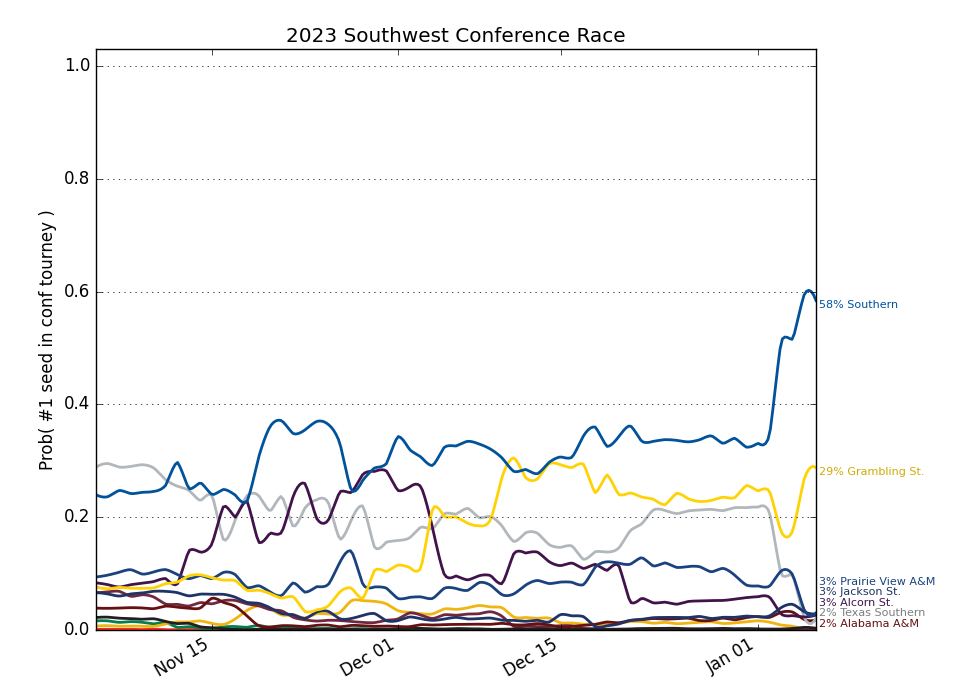 2023 Southwest Conference Race
Prob( #1 seed in conf tourney )
1.0
0.8
0.6
0.4
0.2
0.0
58% Southern
29% Grambling St.
3% Prairie View A&M
3% Jackson St.
3% Alcorn St.
2% Texas Southern
2% Alabama A&M
Nov 15
Dec 01
Dec 15
Jan 01